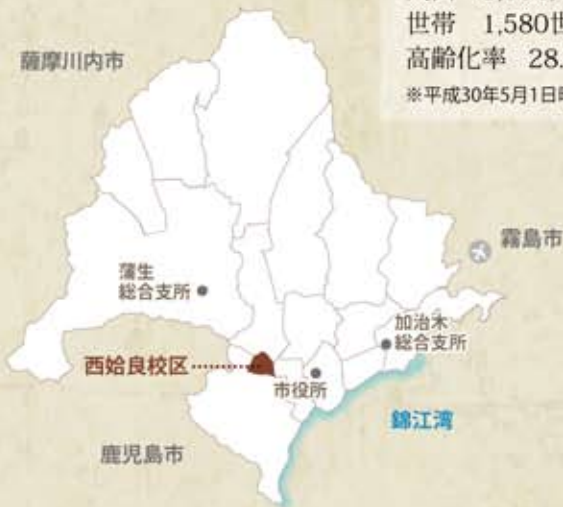 世帯 1,580世
高齢化率 28.
※平成30年5月1日
薩摩川内市
霧島市
蒲生
総合支所
加治木
総合支所
西姶良校区
市役所
錦江湾
鹿児島市